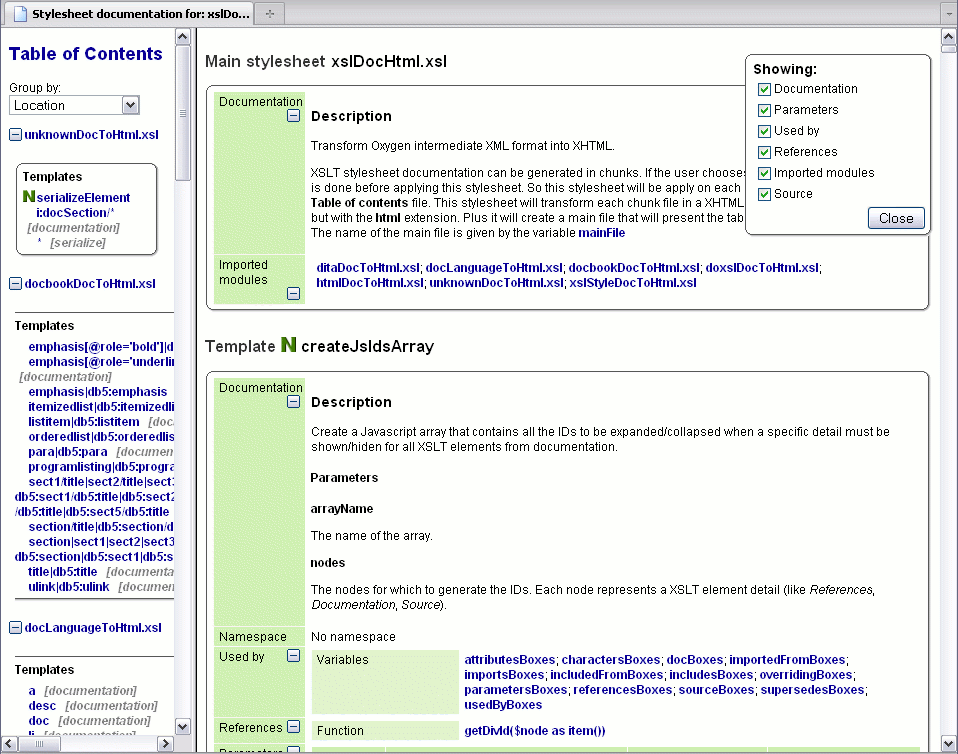 Stylesheet documentation for: xslDo...
Table of Contents
Group by:
Location
unknownDocToHtml.xsl
Templates
N serializeElement
i:docSection/*
[documentation]
* [serialize]
docbookDocToHtml.xsl
Templates
emphasis[@role='bold']|d
emphasis[@role='underlin
[documentation]
emphasis|db5:emphasis
itemizedlist|db5:itemizedli
listitem|db5:listitem [doc
orderedlist|db5:orderedlis
para|db5:para [documen
programlisting|db5:progra
sect1/title|sect2/title|sect3
db5:sect1/db5:title|db5:sect2
/db5:title|db5:sect5/db5:title
section/title|db5:section/d
section|sect1|sect2|sect3
db5:section|db5:sect1|db5:s
title|db5:title [documenta
ulink|db5:ulink [documen
docLanguageToHtml.xsl
Templates
a [documentation]
desc [documentation]
doc [documentation]
Main stylesheet xslDocHtml.xsl
Documentation
Description
Transform Oxygen intermediate XML format into XHTML.
XSLT stylesheet documentation can be generated in chunks. If the user chooses
is done before applying this stylesheet. So this stylesheet will be apply on each
Table of contents file. This stylesheet will transform each chunk file in a XHTML
but with the html extension. Plus it will create a main file that will present the tab
The name of the main file is given by the variable mainFile
Imported
modules
ditaDocToHtml.xsl; docLanguageToHtml.xsl; docbookDocToHtml.xsl; doxslDocToHtml.xsl;
htmlDocToHtml.xsl; unknownDocToHtml.xsl; xslStyleDocToHtml.xsl
Showing:
Documentation
Parameters
Used by
References
Imported modules
Source
Close
Template N createJsIdsArray
Documentation
Description
Create a Javascript array that contains all the IDs to be expanded/collapsed when a specific detail must be
shown/hiden for all XSLT elements from documentation.
Parameters
arrayName
The name of the array.
nodes
The nodes for which to generate the IDs. Each node represents a XSLT element detail (like References,
Documentation, Source).
Namespace No namespace
Used by
Variables
attributesBoxes; charactersBoxes; docBoxes; importedFromBoxes;
importsBoxes; includedFromBoxes; includesBoxes; overridingBoxes;
parametersBoxes; referencesBoxes; sourceBoxes; supersedesBoxes;
usedByBoxes
References
Function
getDivId($node as item())
Parameters